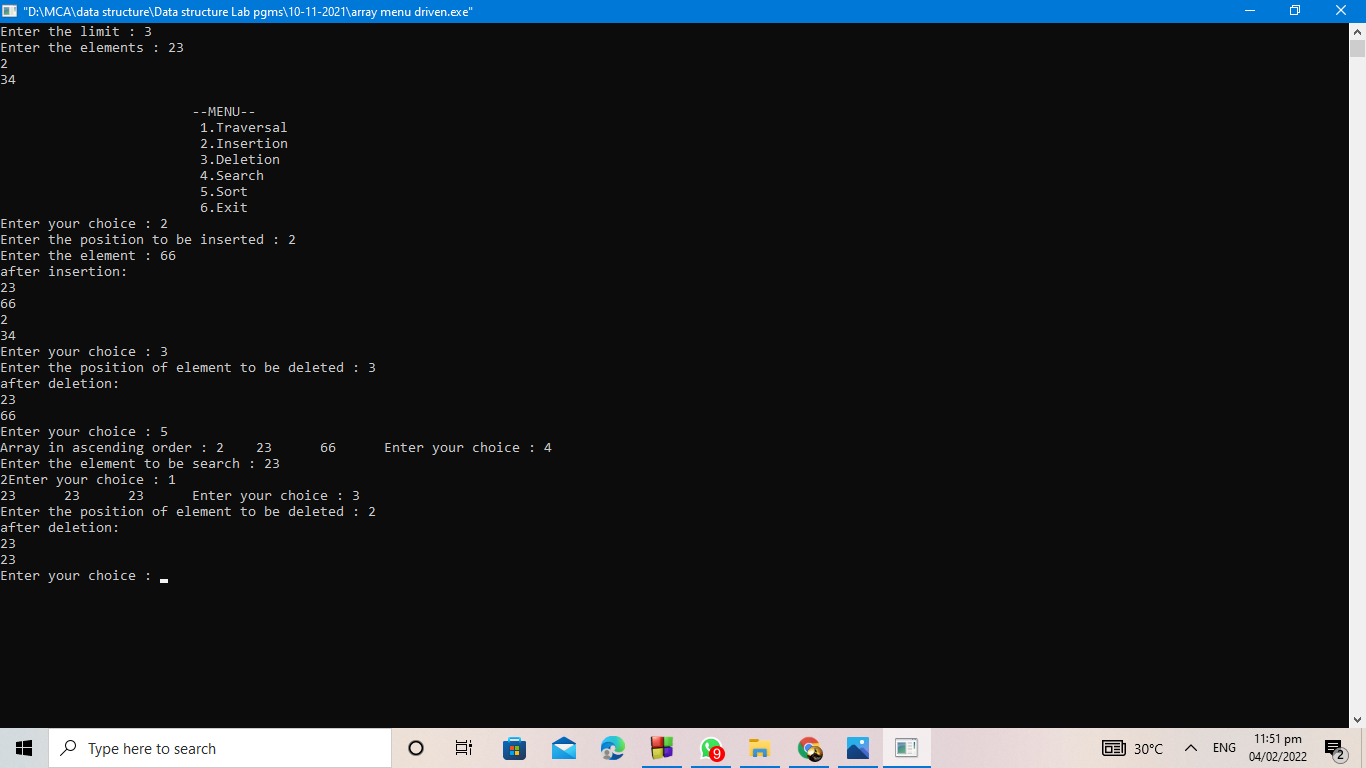 "D:\MCA\data structure\Data structure Lab pgms\10-11-2021\array menu driven.exe"
Enter the limit : 3
Enter the elements : 23
2
34
--MENU--
1.Traversal
2.Insertion
3.Deletion
4.Search
5.Sort
6.Exit
Enter your choice : 2
Enter the position to be inserted : 2
Enter the element : 66
after insertion:
23
66
2
34
Enter your choice : 3
Enter the position of element to be deleted : 3
after deletion:
23
66
Enter your choice : 5
Array in ascending order : 2    23      66      Enter your choice : 4
Enter the element to be search : 23
2Enter your choice : 1
23      23      23      Enter your choice : 3
Enter the position of element to be deleted : 2
after deletion:
23
23
Enter your choice :
Type here to search
9
30°C
ENG
11:51 pm
04/02/2022
2